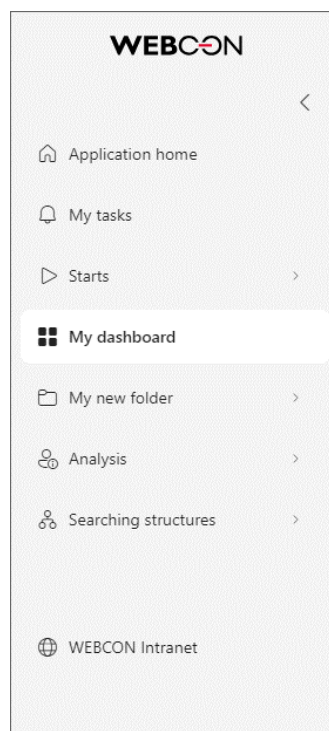 WEBCON
Application home
My tasks
Starts
My dashboard
My new folder
Analysis
Searching structures
WEBCON Intranet